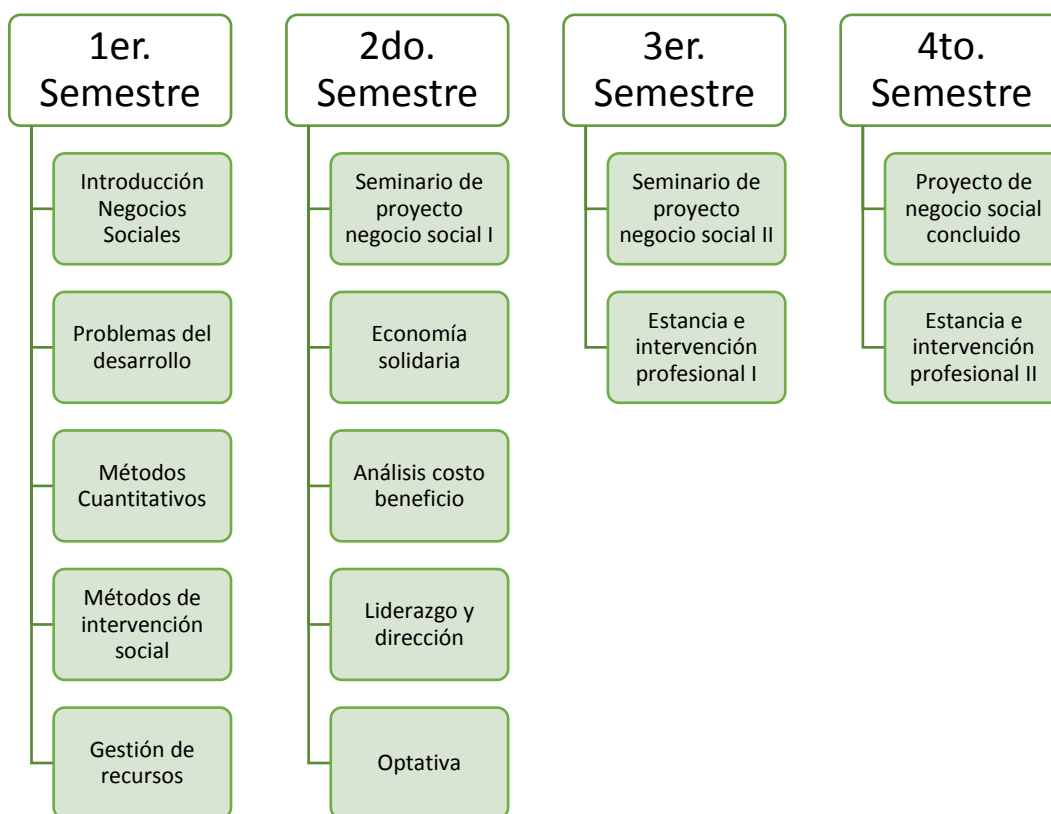 1er.
Semestre
Introducción
Negocios
Sociales
Problemas del
desarrollo
Métodos
Cuantitativos
Métodos de
intervención
social
Gestión de
recursos
2do.
Semestre
Seminario de
proyecto
negocio social I
Economía
solidaria
Análisis costo
beneficio
Liderazgo y
dirección
Optativa
3er.
Semestre
Seminario de
proyecto
negocio social II
Estancia e
intervención
profesional I
4to.
Semestre
Proyecto de
negocio social
concluido
Estancia e
intervención
profesional II